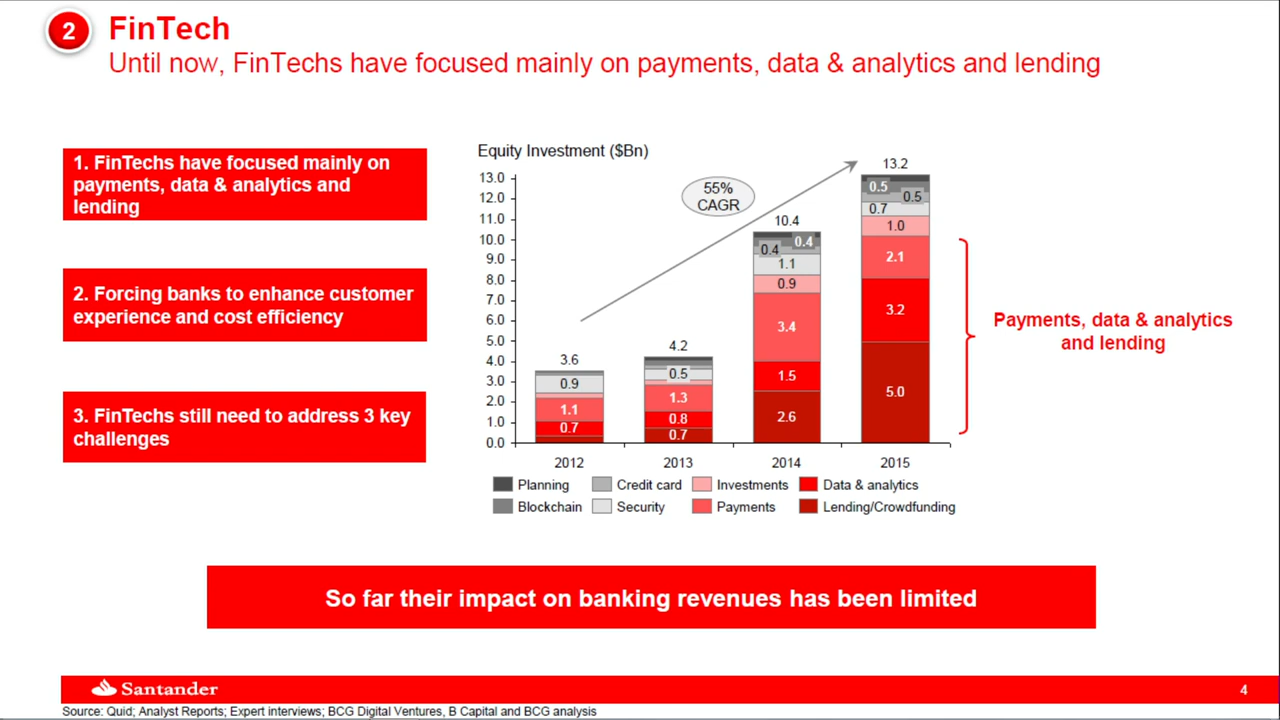 2
FinTech
Until now, FinTechs have focused mainly on payments, data & analytics and lending
1. FinTechs have focused mainly on
payments, data & analytics and
lending
2. Forcing banks to enhance customer
experience and cost efficiency
3. FinTechs still need to address 3 key
challenges
Equity Investment ($Bn)
13.0
12.0
11.0
10.0
9.0
8.0
7.0
6.0
5.0
4.0
3.0
2.0
1.0
0.0
55%
CAGR
3.6
0.9
1.1
0.7
4.2
0.5
1.3
0.8
0.7
10.4
0.4
0.4
1.1
0.9
3.4
1.5
2.6
13.2
0.5
0.5
0.7
1.0
2.1
3.2
5.0
2012 2013 2014 2015
Planning Credit card Investments Data & analytics
Blockchain Security Payments Lending/Crowdfunding
Payments, data & analytics
and lending
So far their impact on banking revenues has been limited
Santander
4
Source: Quid; Analyst Reports; Expert interviews; BCG Digital Ventures, B Capital and BCG analysis